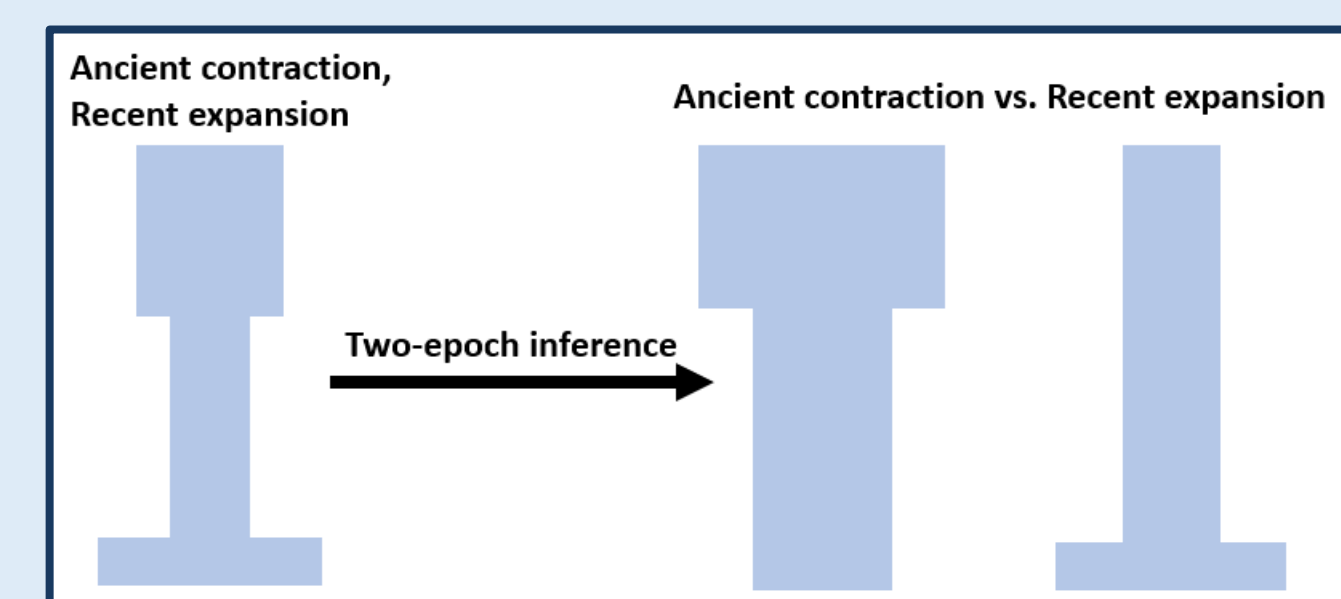 Ancient contraction,
Recent expansion
Ancient contraction vs. Recent expansion
Two-epoch inference